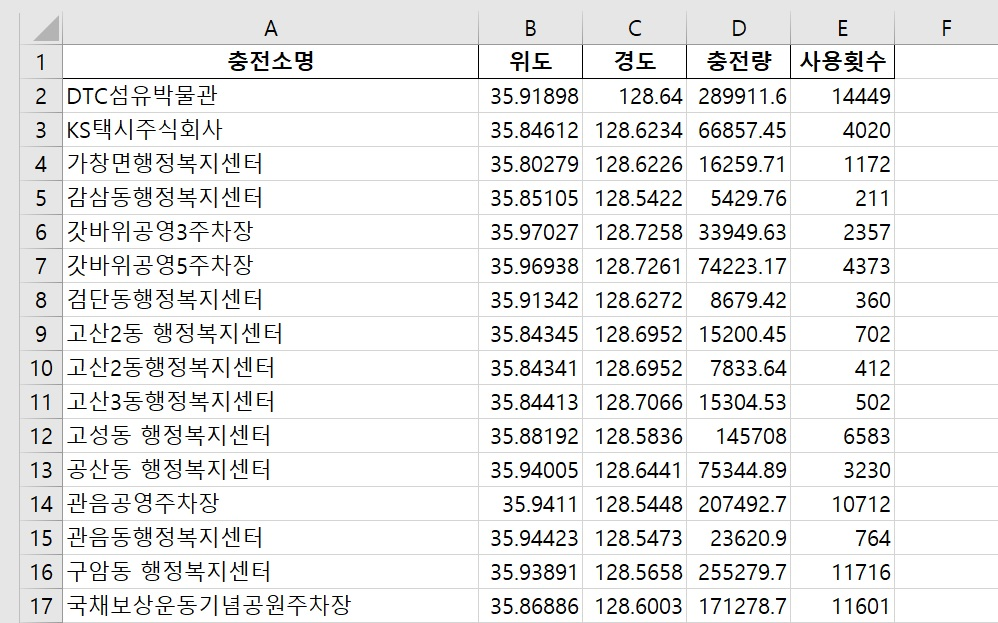 A B C D E F
1 충전소명 위도 경도 충전량 사용횟수
2 DTC섬유박물관 35.91898 128.64 289911.6 14449
3 KS택시주식회사 35.84612 128.6234 66857.45 4020
4 가창면행정복지센터 35.80279 128.6226 16259.71 1172
5 감삼동행정복지센터 35.85105 128.5422 5429.76 211
6 갓바위공영3주차장 35.97027 128.7258 33949.63 2357
7 갓바위공영5주차장 35.96938 128.7261 74223.17 4373
8 검단동행정복지센터 35.91342 128.6272 8679.42 360
9 고산2동 행정복지센터 35.84345 128.6952 15200.45 702
10 고산2동행정복지센터 35.84341 128.6952 7833.64 412
11 고산3동행정복지센터 35.84413 128.7066 15304.53 502
12 고성동 행정복지센터 35.88192 128.5836 145708 6583
13 공산동 행정복지센터 35.94005 128.6441 75344.89 3230
14 관음공영주차장 35.9411 128.5448 207492.7 10712
15 관음동행정복지센터 35.94423 128.5473 23620.9 764
16 구암동 행정복지센터 35.93891 128.5658 255279.7 11716
17 국채보상운동기념공원주차장 35.86886 128.6003 171278.7 11601